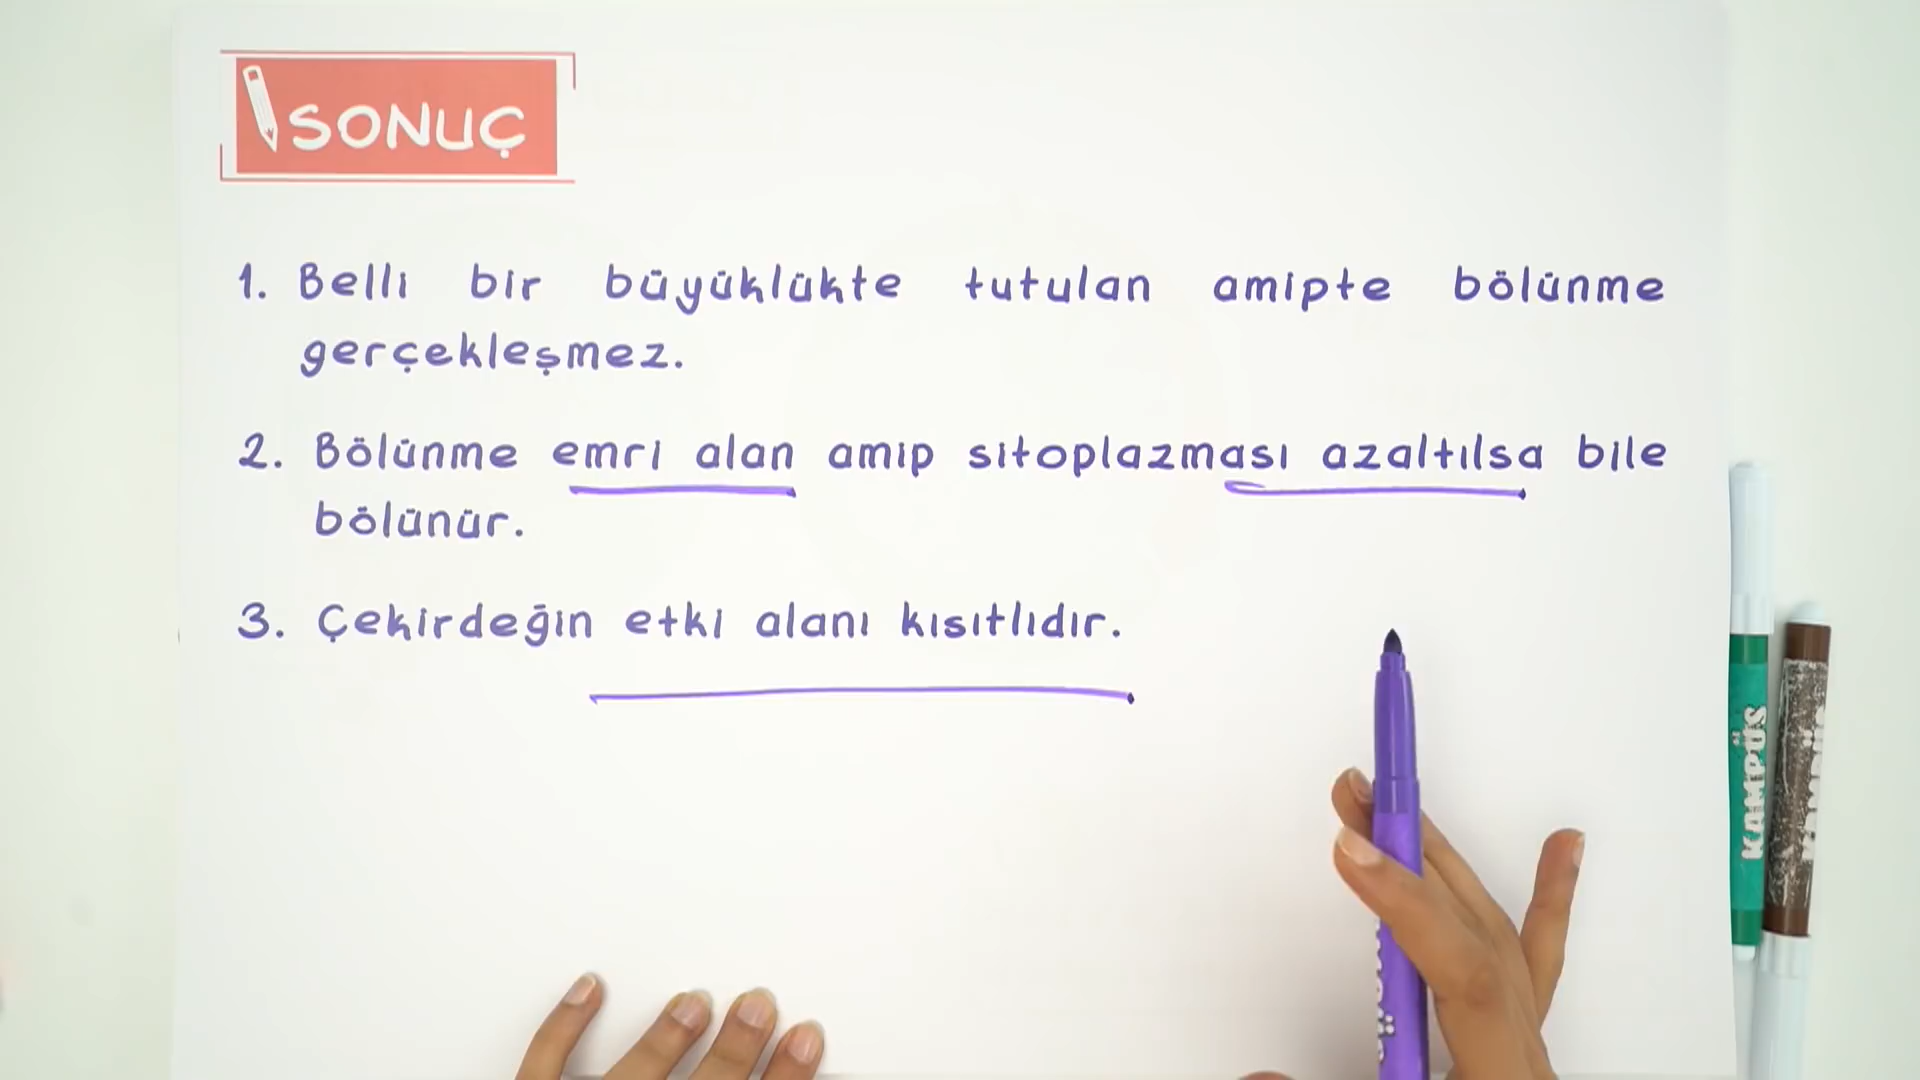 SONUÇ
1. Belli bir büyüklükte tutulan amipte bölünme
gerçekleşmez.
2. Bölünme emri alan amip sitoplazması azaltılsa bile
bölünür.
3. Çekirdeğin etki alanı kısıtlıdır.
KAMPÜS